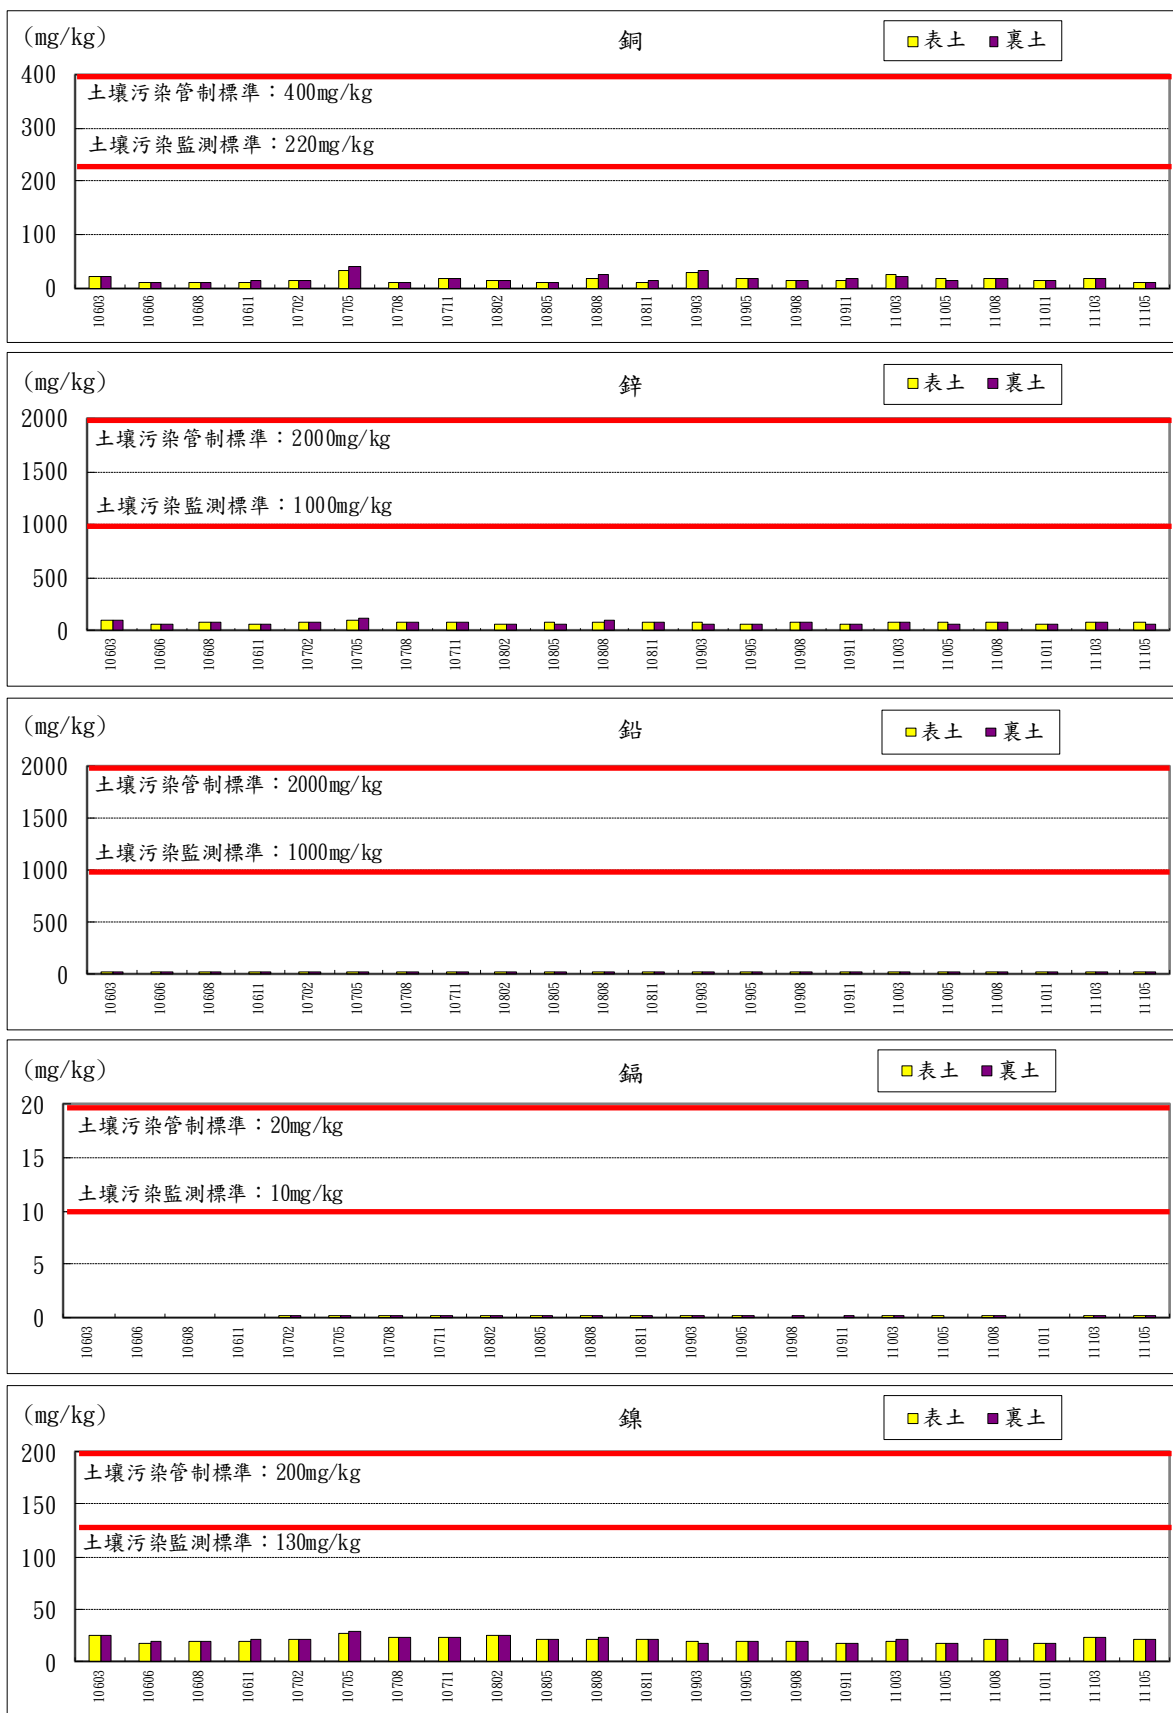 (mg/kg)
銅
表土 裏土
400
土壤污染管制標準：400mg/kg
300
土壤污染監測標準：220mg/kg
200
100
0
10603 10606 10608 10611 10702 10705 10708 10711 10802 10805 10808 10811 10903 10905 10908 10911 11003 11005 11008 11011 11103 11105
(mg/kg)
鋅
表土 裏土
2000
土壤污染管制標準：2000mg/kg
1500
土壤污染監測標準：1000mg/kg
1000
500
0
10603 10606 10608 10611 10702 10705 10708 10711 10802 10805 10808 10811 10903 10905 10908 10911 11003 11005 11008 11011 11103 11105
(mg/kg)
鉛
表土 裏土
2000
土壤污染管制標準：2000mg/kg
1500
土壤污染監測標準：1000mg/kg
1000
500
0
10603 10606 10608 10611 10702 10705 10708 10711 10802 10805 10808 10811 10903 10905 10908 10911 11003 11005 11008 11011 11103 11105
(mg/kg)
鎘
表土 裏土
20
土壤污染管制標準：20mg/kg
15
土壤污染監測標準：10mg/kg
10
5
0
10603 10606 10608 10611 10702 10705 10708 10711 10802 10805 10808 10811 10903 10905 10908 10911 11003 11005 11008 11011 11103 11105
(mg/kg)
鎳
表土 裏土
200
土壤污染管制標準：200mg/kg
150
土壤污染監測標準：130mg/kg
100
50
0
10603 10606 10608 10611 10702 10705 10708 10711 10802 10805 10808 10811 10903 10905 10908 10911 11003 11005 11008 11011 11103 11105